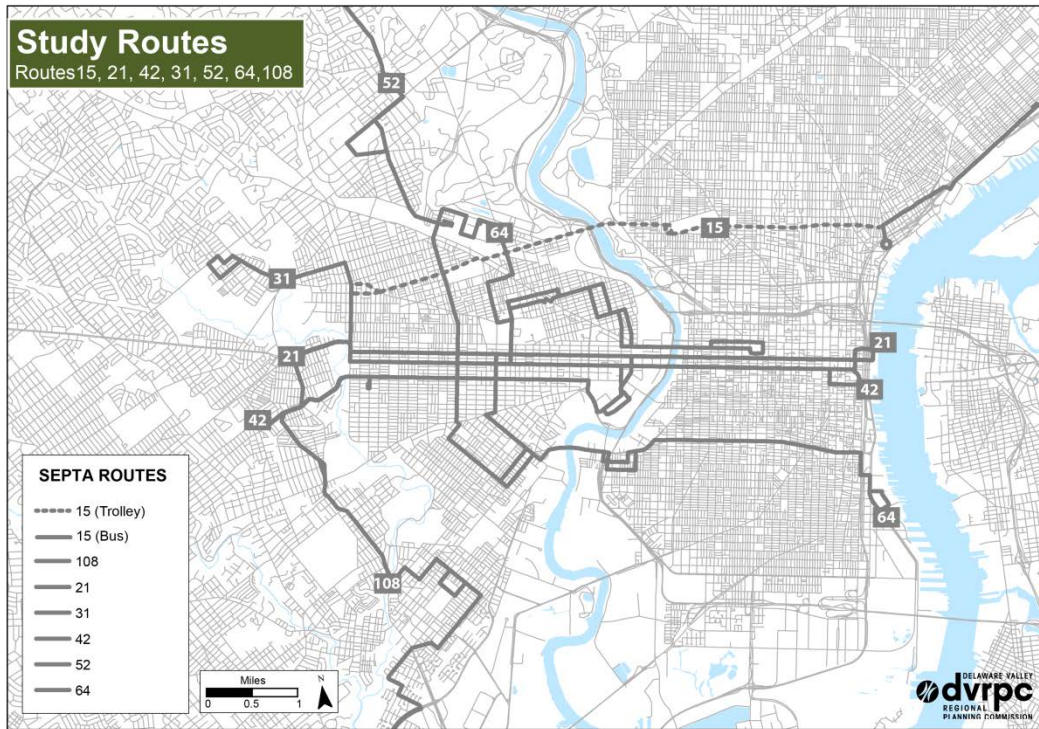 Study Routes
Routes15, 21, 42, 31, 52, 64,108
52
64
15
31
21
21
42
42
64
108
SEPTA ROUTES
15 (Trolley)
15 (Bus)
108
21
31
42
52
64
Miles
0 0.5 1
N
DELAWARE VALLEY
dvrpc
REGIONAL
PLANNING COMMISSION